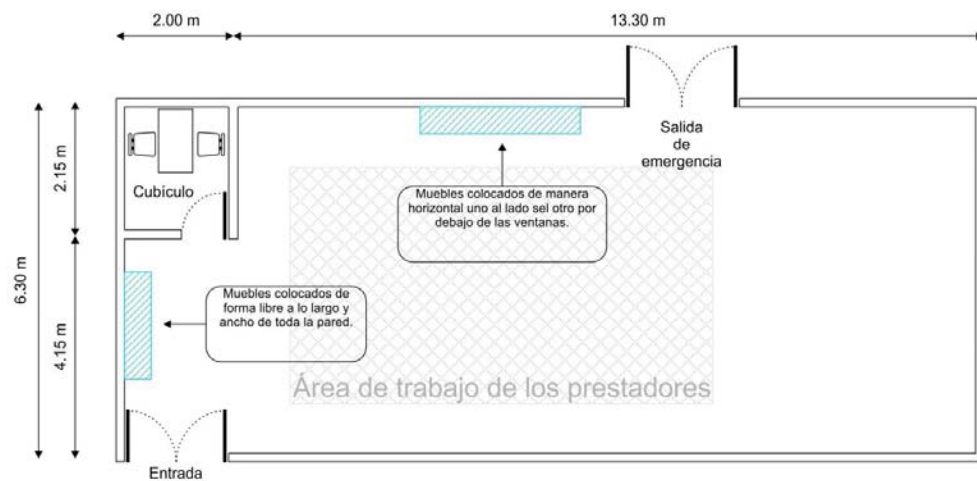 2.00 m
13.30 m
Salida
de
emergencia
2.15 m
Cubículo
Muebles colocados de manera
horizontal uno al lado sel otro por
debajo de las ventanas.
6.30 m
4.15 m
Muebles colocados de
forma libre a lo largo y
ancho de toda la pared.
Área de trabajo de los prestadores
Entrada